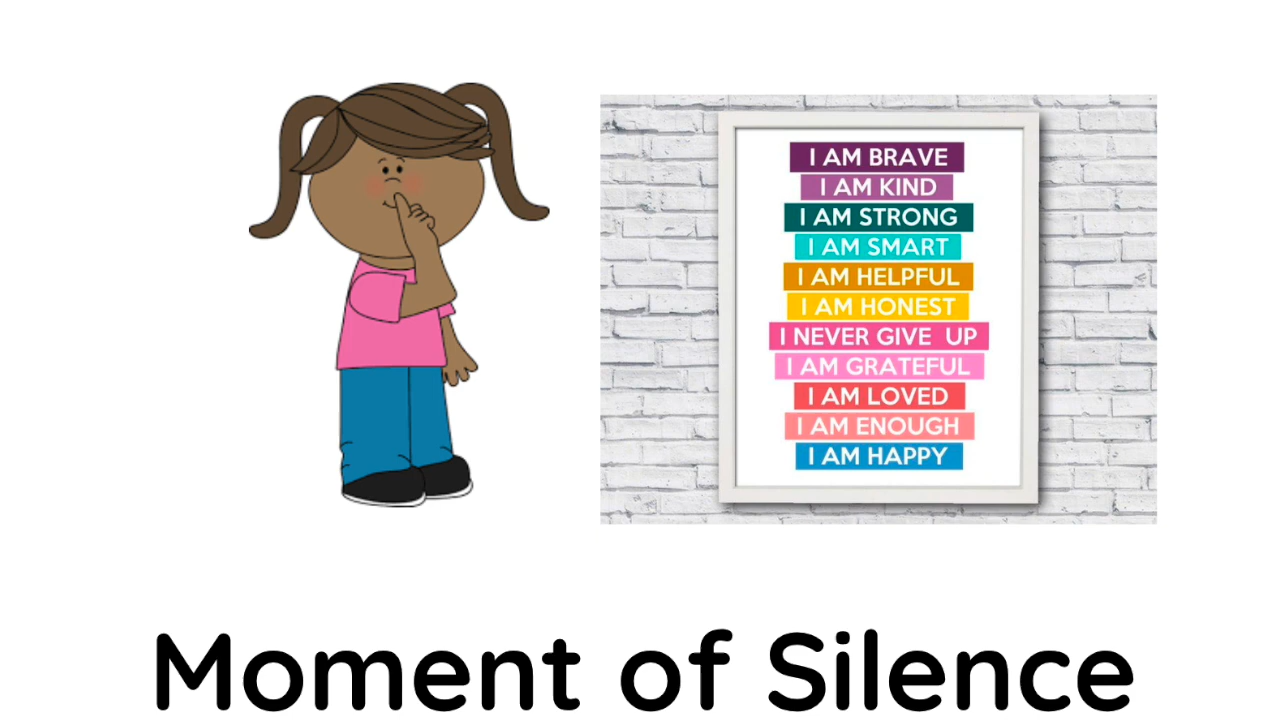 I AM BRAVE
I AM KIND
I AM STRONG
I AM SMART
I AM HELPFUL
I AM HONEST
I NEVER GIVE UP
I AM GRATEFUL
I AM LOVED
I AM ENOUGH
I AM HAPPY
Moment of Silence